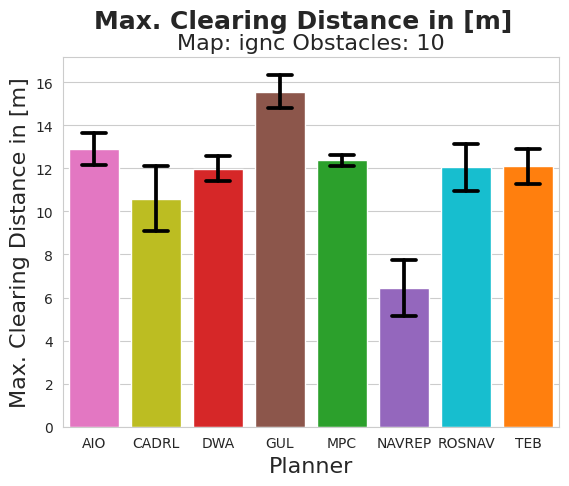 Max. Clearing Distance in [m]
Map: ignc Obstacles: 10
Max. Clearing Distance in [m]
16
14
12
10
8
6
4
2
0
AIO CADRL DWA GUL MPC NAVREP ROSNAV TEB
Planner